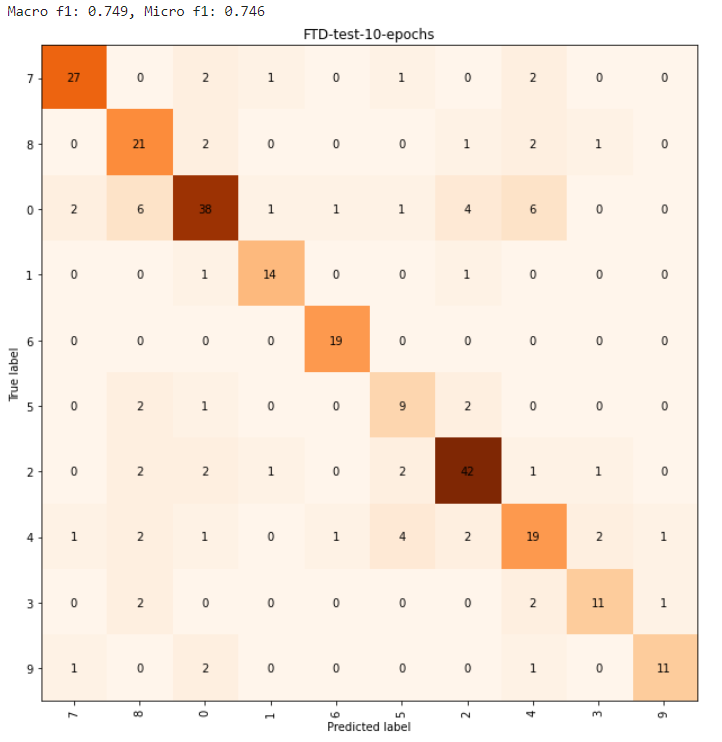 Macro f1: 0.749, Micro f1: 0.746
FTD-test-10-epochs
7 27 0 2 1 0 1 0 2 0 0
8 0 21 2 0 0 0 1 2 1 0
0 2 6 38 1 1 1 4 6 0 0
1 0 0 1 14 0 0 1 0 0 0
6 0 0 0 0 19 0 0 0 0 0
5 0 2 1 0 0 9 2 0 0 0
2 0 2 2 1 0 2 42 1 1 0
4 1 2 1 0 1 4 2 19 2 1
3 0 2 0 0 0 0 0 2 11 1
9 1 0 2 0 0 0 0 1 0 11
True label
7 8 0 1 6 5 2 4 3 9
Predicted label